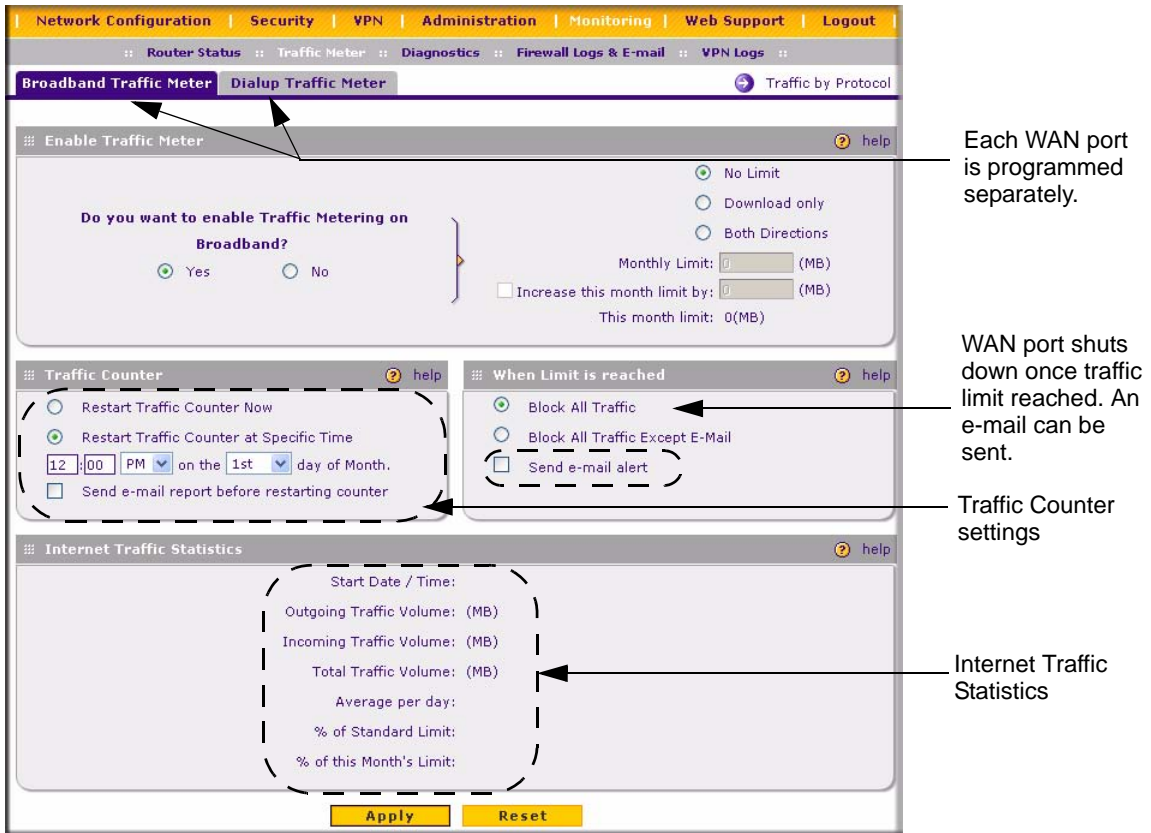 | Network Configuration | Security | VPN | Administration | Monitoring | Web Support | Logout |
:: Router Status :: Traffic Meter :: Diagnostics :: Firewall Logs & E-mail :: VPN Logs ::
Broadband Traffic Meter Dialup Traffic Meter Traffic by Protocol
Enable Traffic Meter ? help
Do you want to enable Traffic Metering on
Broadband?
Yes No
No Limit
Download only
Both Directions
Monthly Limit: 0 (MB)
Increase this month limit by: 0 (MB)
This month limit: 0(MB)
Each WAN port
is programmed
separately.
Traffic Counter ? help
Restart Traffic Counter Now
Restart Traffic Counter at Specific Time
12 :00 PM on the 1st day of Month.
Send e-mail report before restarting counter
When Limit is reached ? help
Block All Traffic
Block All Traffic Except E-Mail
Send e-mail alert
WAN port shuts
down once traffic
limit reached. An
e-mail can be
sent.
Traffic Counter
settings
Internet Traffic Statistics ? help
Start Date / Time:
Outgoing Traffic Volume: (MB)
Incoming Traffic Volume: (MB)
Total Traffic Volume: (MB)
Average per day:
% of Standard Limit:
% of this Month's Limit:
Internet Traffic
Statistics
Apply Reset